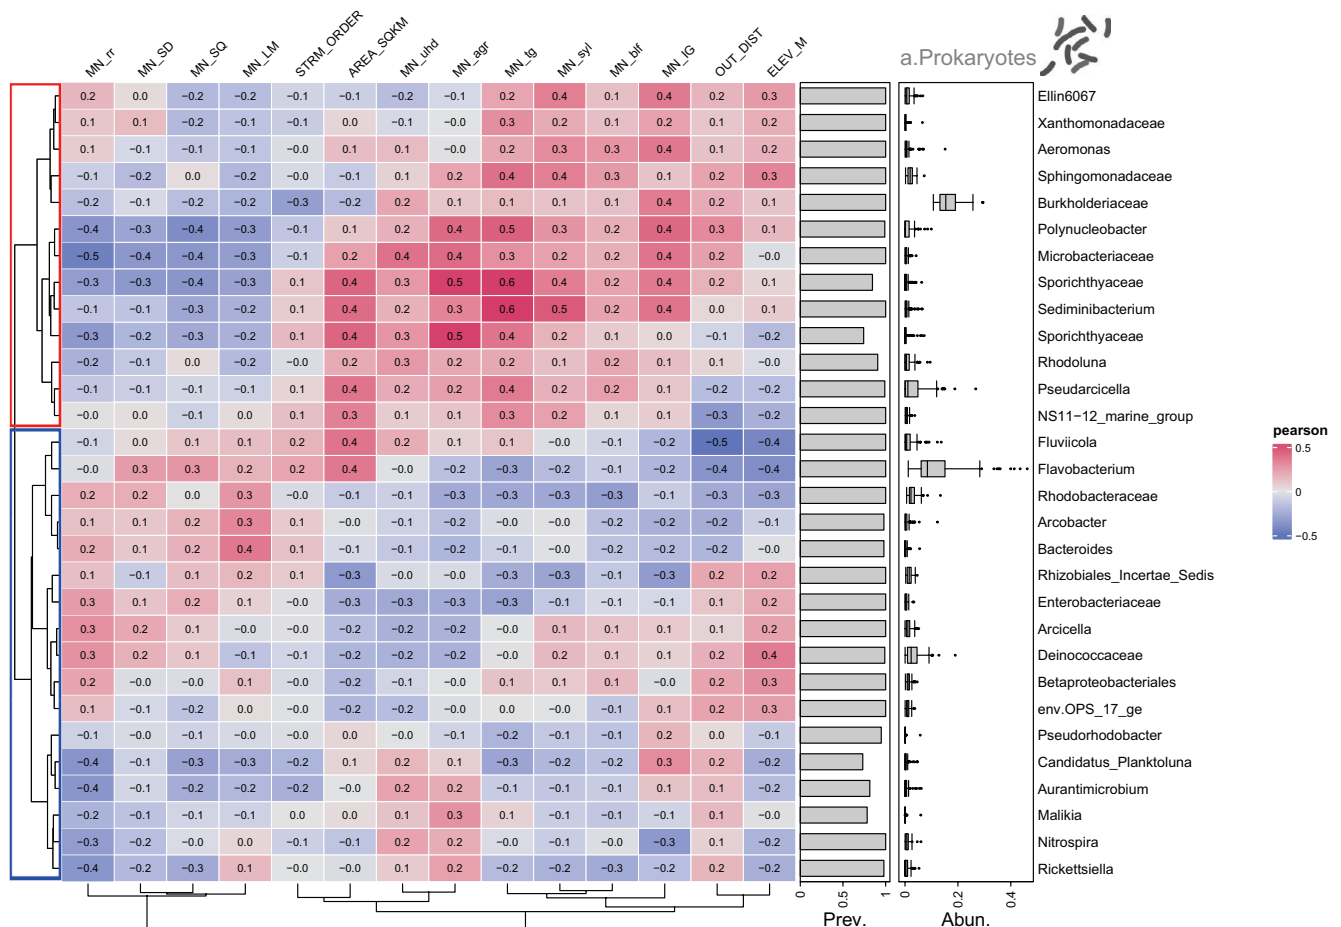 a.Prokaryotes
MN_rr MN_SD MN_SQ MN_LM STRM_ORDER AREA_SQKM MN_uhd MN_agr MN_tg MN_syl MN_blf MN_IG OUT_DIST ELEV_M
0.2 0.0 −0.2 −0.2 −0.1 −0.1 −0.2 −0.1 0.2 0.4 0.1 0.4 0.2 0.3 Ellin6067
0.1 0.1 −0.2 −0.1 −0.1 0.0 −0.1 −0.0 0.3 0.2 0.1 0.2 0.1 0.2 Xanthomonadaceae
0.1 −0.1 −0.1 −0.1 −0.0 0.1 0.1 −0.0 0.2 0.3 0.3 0.4 0.1 0.2 Aeromonas
−0.1 −0.2 0.0 −0.2 −0.0 −0.1 0.1 0.2 0.4 0.4 0.3 0.1 0.2 0.3 Sphingomonadaceae
−0.2 −0.1 −0.2 −0.2 −0.3 −0.2 0.2 0.1 0.1 0.1 0.1 0.4 0.2 0.1 Burkholderiaceae
−0.4 −0.3 −0.4 −0.3 −0.1 0.1 0.2 0.4 0.5 0.3 0.2 0.4 0.3 0.1 Polynucleobacter
−0.5 −0.4 −0.4 −0.3 −0.1 0.2 0.4 0.4 0.3 0.2 0.2 0.4 0.2 −0.0 Microbacteriaceae
−0.3 −0.3 −0.4 −0.3 0.1 0.4 0.3 0.5 0.6 0.4 0.2 0.4 0.2 0.1 Sporichthyaceae
−0.1 −0.1 −0.3 −0.2 0.1 0.4 0.2 0.3 0.6 0.5 0.2 0.4 0.0 0.1 Sediminibacterium
−0.3 −0.2 −0.3 −0.2 0.1 0.4 0.3 0.5 0.4 0.2 0.1 0.0 −0.1 −0.2 Sporichthyaceae
−0.2 −0.1 0.0 −0.2 −0.0 0.2 0.3 0.2 0.2 0.1 0.2 0.1 0.1 −0.0 Rhodoluna
−0.1 −0.1 −0.1 −0.1 0.1 0.4 0.2 0.2 0.4 0.2 0.2 0.1 −0.2 −0.2 Pseudarcicella
−0.0 0.0 −0.1 0.0 0.1 0.3 0.1 0.1 0.3 0.2 0.1 0.1 −0.3 −0.2 NS11−12_marine_group
−0.1 0.0 0.1 0.1 0.2 0.4 0.2 0.1 0.1 −0.0 −0.1 −0.2 −0.5 −0.4 Fluviicola
−0.0 0.3 0.3 0.2 0.2 0.4 −0.0 −0.2 −0.3 −0.2 −0.1 −0.2 −0.4 −0.4 Flavobacterium
0.2 0.2 0.0 0.3 −0.0 −0.1 −0.1 −0.3 −0.3 −0.3 −0.3 −0.1 −0.3 −0.3 Rhodobacteraceae
0.1 0.1 0.2 0.3 0.1 −0.0 −0.1 −0.2 −0.0 −0.0 −0.2 −0.2 −0.2 −0.1 Arcobacter
0.2 0.1 0.2 0.4 0.1 −0.1 −0.1 −0.2 −0.1 −0.0 −0.2 −0.2 −0.2 −0.0 Bacteroides
0.1 −0.1 0.1 0.2 0.1 −0.3 −0.0 −0.0 −0.3 −0.3 −0.1 −0.3 0.2 0.2 Rhizobiales_Incertae_Sedis
0.3 0.1 0.2 0.1 −0.0 −0.3 −0.3 −0.3 −0.3 −0.1 −0.1 −0.1 0.1 0.2 Enterobacteriaceae
0.3 0.2 0.1 −0.0 −0.0 −0.2 −0.2 −0.2 −0.0 0.1 0.1 0.1 0.1 0.2 Arcicella
0.3 0.2 0.1 −0.1 −0.1 −0.2 −0.2 −0.2 −0.0 0.2 0.1 0.1 0.2 0.4 Deinococcaceae
0.2 −0.0 −0.0 0.1 −0.0 −0.2 −0.1 −0.0 0.1 0.1 0.1 −0.0 0.2 0.3 Betaproteobacteriales
0.1 −0.1 −0.2 0.0 −0.0 −0.2 −0.2 −0.1 0.0 −0.0 −0.1 0.1 0.2 0.3 env.OPS_17_ge
−0.1 −0.0 −0.1 −0.1 −0.1 0.0 −0.0 −0.1 −0.2 −0.1 −0.1 0.2 0.0 −0.1 Pseudorhodobacter
−0.4 −0.1 −0.3 −0.3 −0.2 0.1 0.2 0.1 −0.3 −0.2 −0.2 0.3 0.2 −0.2 Candidatus_Planktoluna
−0.4 −0.1 −0.2 −0.2 −0.2 −0.0 0.2 0.2 −0.1 −0.1 −0.1 0.1 0.1 −0.2 Aurantimicrobium
−0.2 −0.1 −0.1 −0.1 0.0 0.0 0.1 0.3 0.1 −0.1 −0.1 −0.1 0.1 −0.0 Malikia
−0.3 −0.2 −0.0 0.0 −0.1 −0.1 0.2 0.2 −0.0 −0.1 −0.0 −0.3 0.1 −0.2 Nitrospira
−0.4 −0.2 −0.3 0.1 −0.0 −0.0 0.1 0.2 −0.2 −0.2 −0.3 −0.2 0.2 −0.2 Rickettsiella
pearson
0.5
0
−0.5
0 0.5 1 0 0.2 0.4
Prev. Abun.